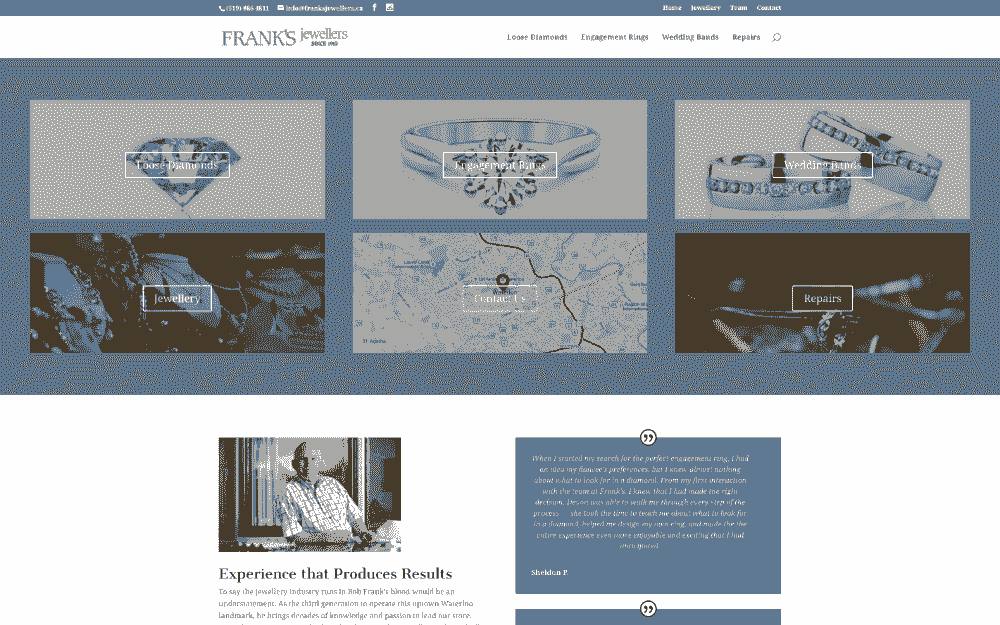 info@franksjewellers.ca
Home Jewellery Team Contact
FRANK'S jewellers
Loose Diamonds Engagement Rings Wedding Bands Repairs
Loose Diamonds
Engagement Rings
Wedding Bands
Jewellery
Contact Us
Repairs
When I started my search for the perfect engagement ring, I had
an idea my fiancee's preferences, but I knew almost nothing
about what to look for in a diamond. From my first interaction
with the team at Frank's, I knew that I had made the right
decision. Devon was able to walk me through every step of the
process — she took the time to teach me about what to look for
in a diamond, helped me design my own ring, and made the the
entire experience even more enjoyable and exciting that I had
Sheldon P.
Experience that Produces Results
To say the jewellery industry runs in Bob Frank's blood would be an
understatement. As the third generation to operate this uptown Waterloo
landmark, he brings decades of knowledge and passion to lead our store.